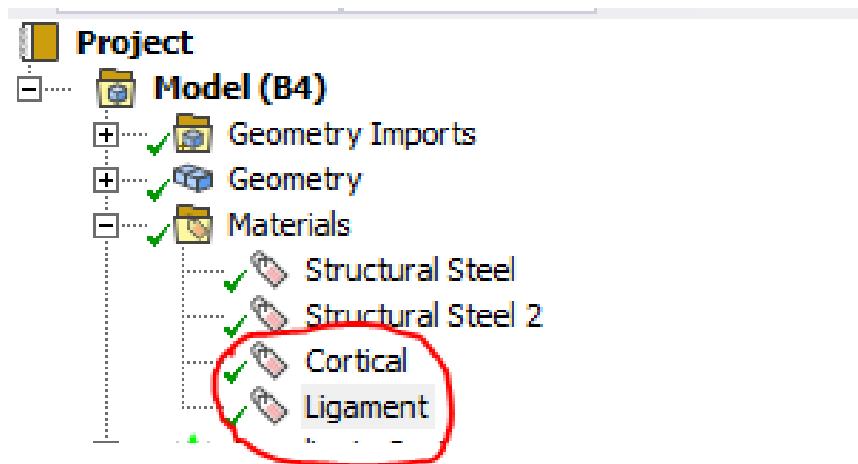 Project
Model (B4)
Geometry Imports
Geometry
Materials
Structural Steel
Structural Steel 2
Cortical
Ligament